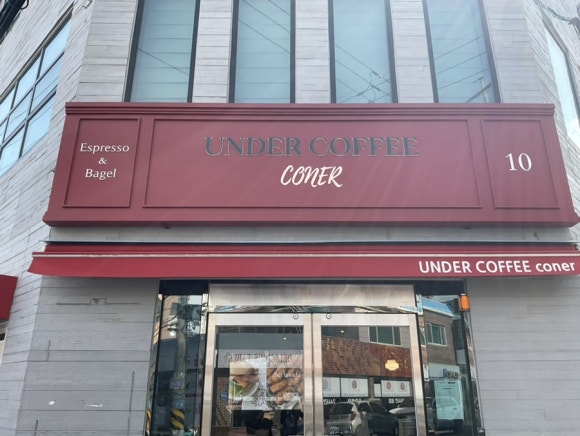 Espresso
&
Bagel
UNDER COFFEE
CONER
10
UNDER COFFEE coner